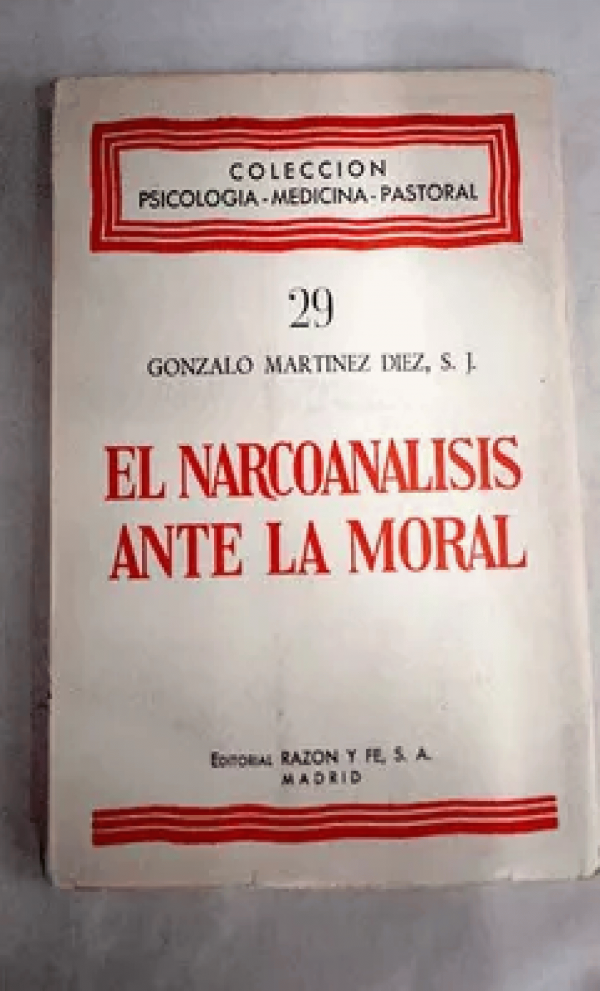 COLECCION
PSICOLOGIA - MEDICINA - PASTORAL
29
GONZALO MARTINEZ DIEZ, S. J.
EL NARCOANALISIS
ANTE LA MORAL
EDITORIAL RAZON Y FE, S. A.
MADRID